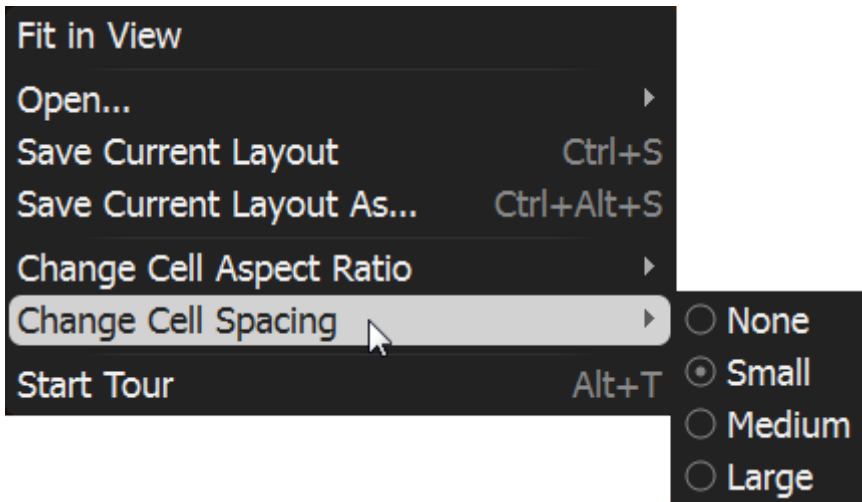 Fit in View
Open...
Save Current Layout Ctrl+S
Save Current Layout As... Ctrl+Alt+S
Change Cell Aspect Ratio
Change Cell Spacing
Start Tour Alt+T
None
Small
Medium
Large